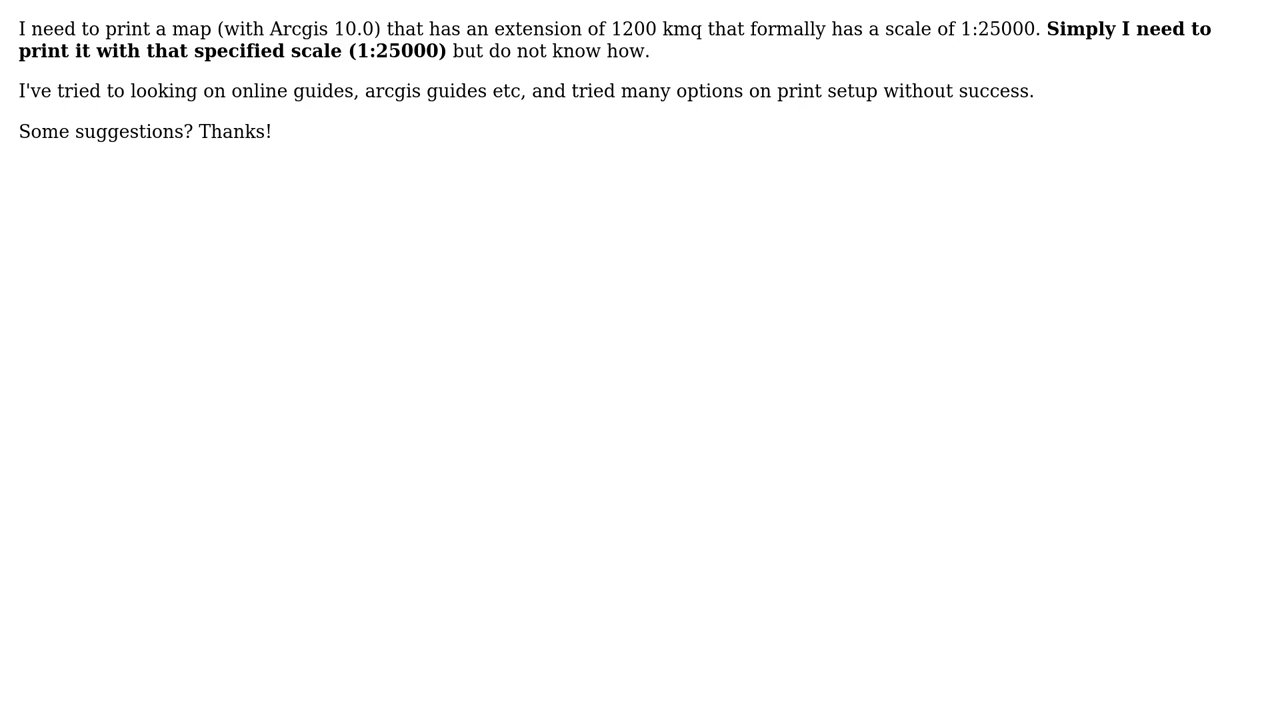 I need to print a map (with Arcgis 10.0) that has an extension of 1200 kmq that formally has a scale of 1:25000. Simply I need to
print it with that specified scale (1:25000) but do not know how.
I've tried to looking on online guides, arcgis guides etc, and tried many options on print setup without success.
Some suggestions? Thanks!